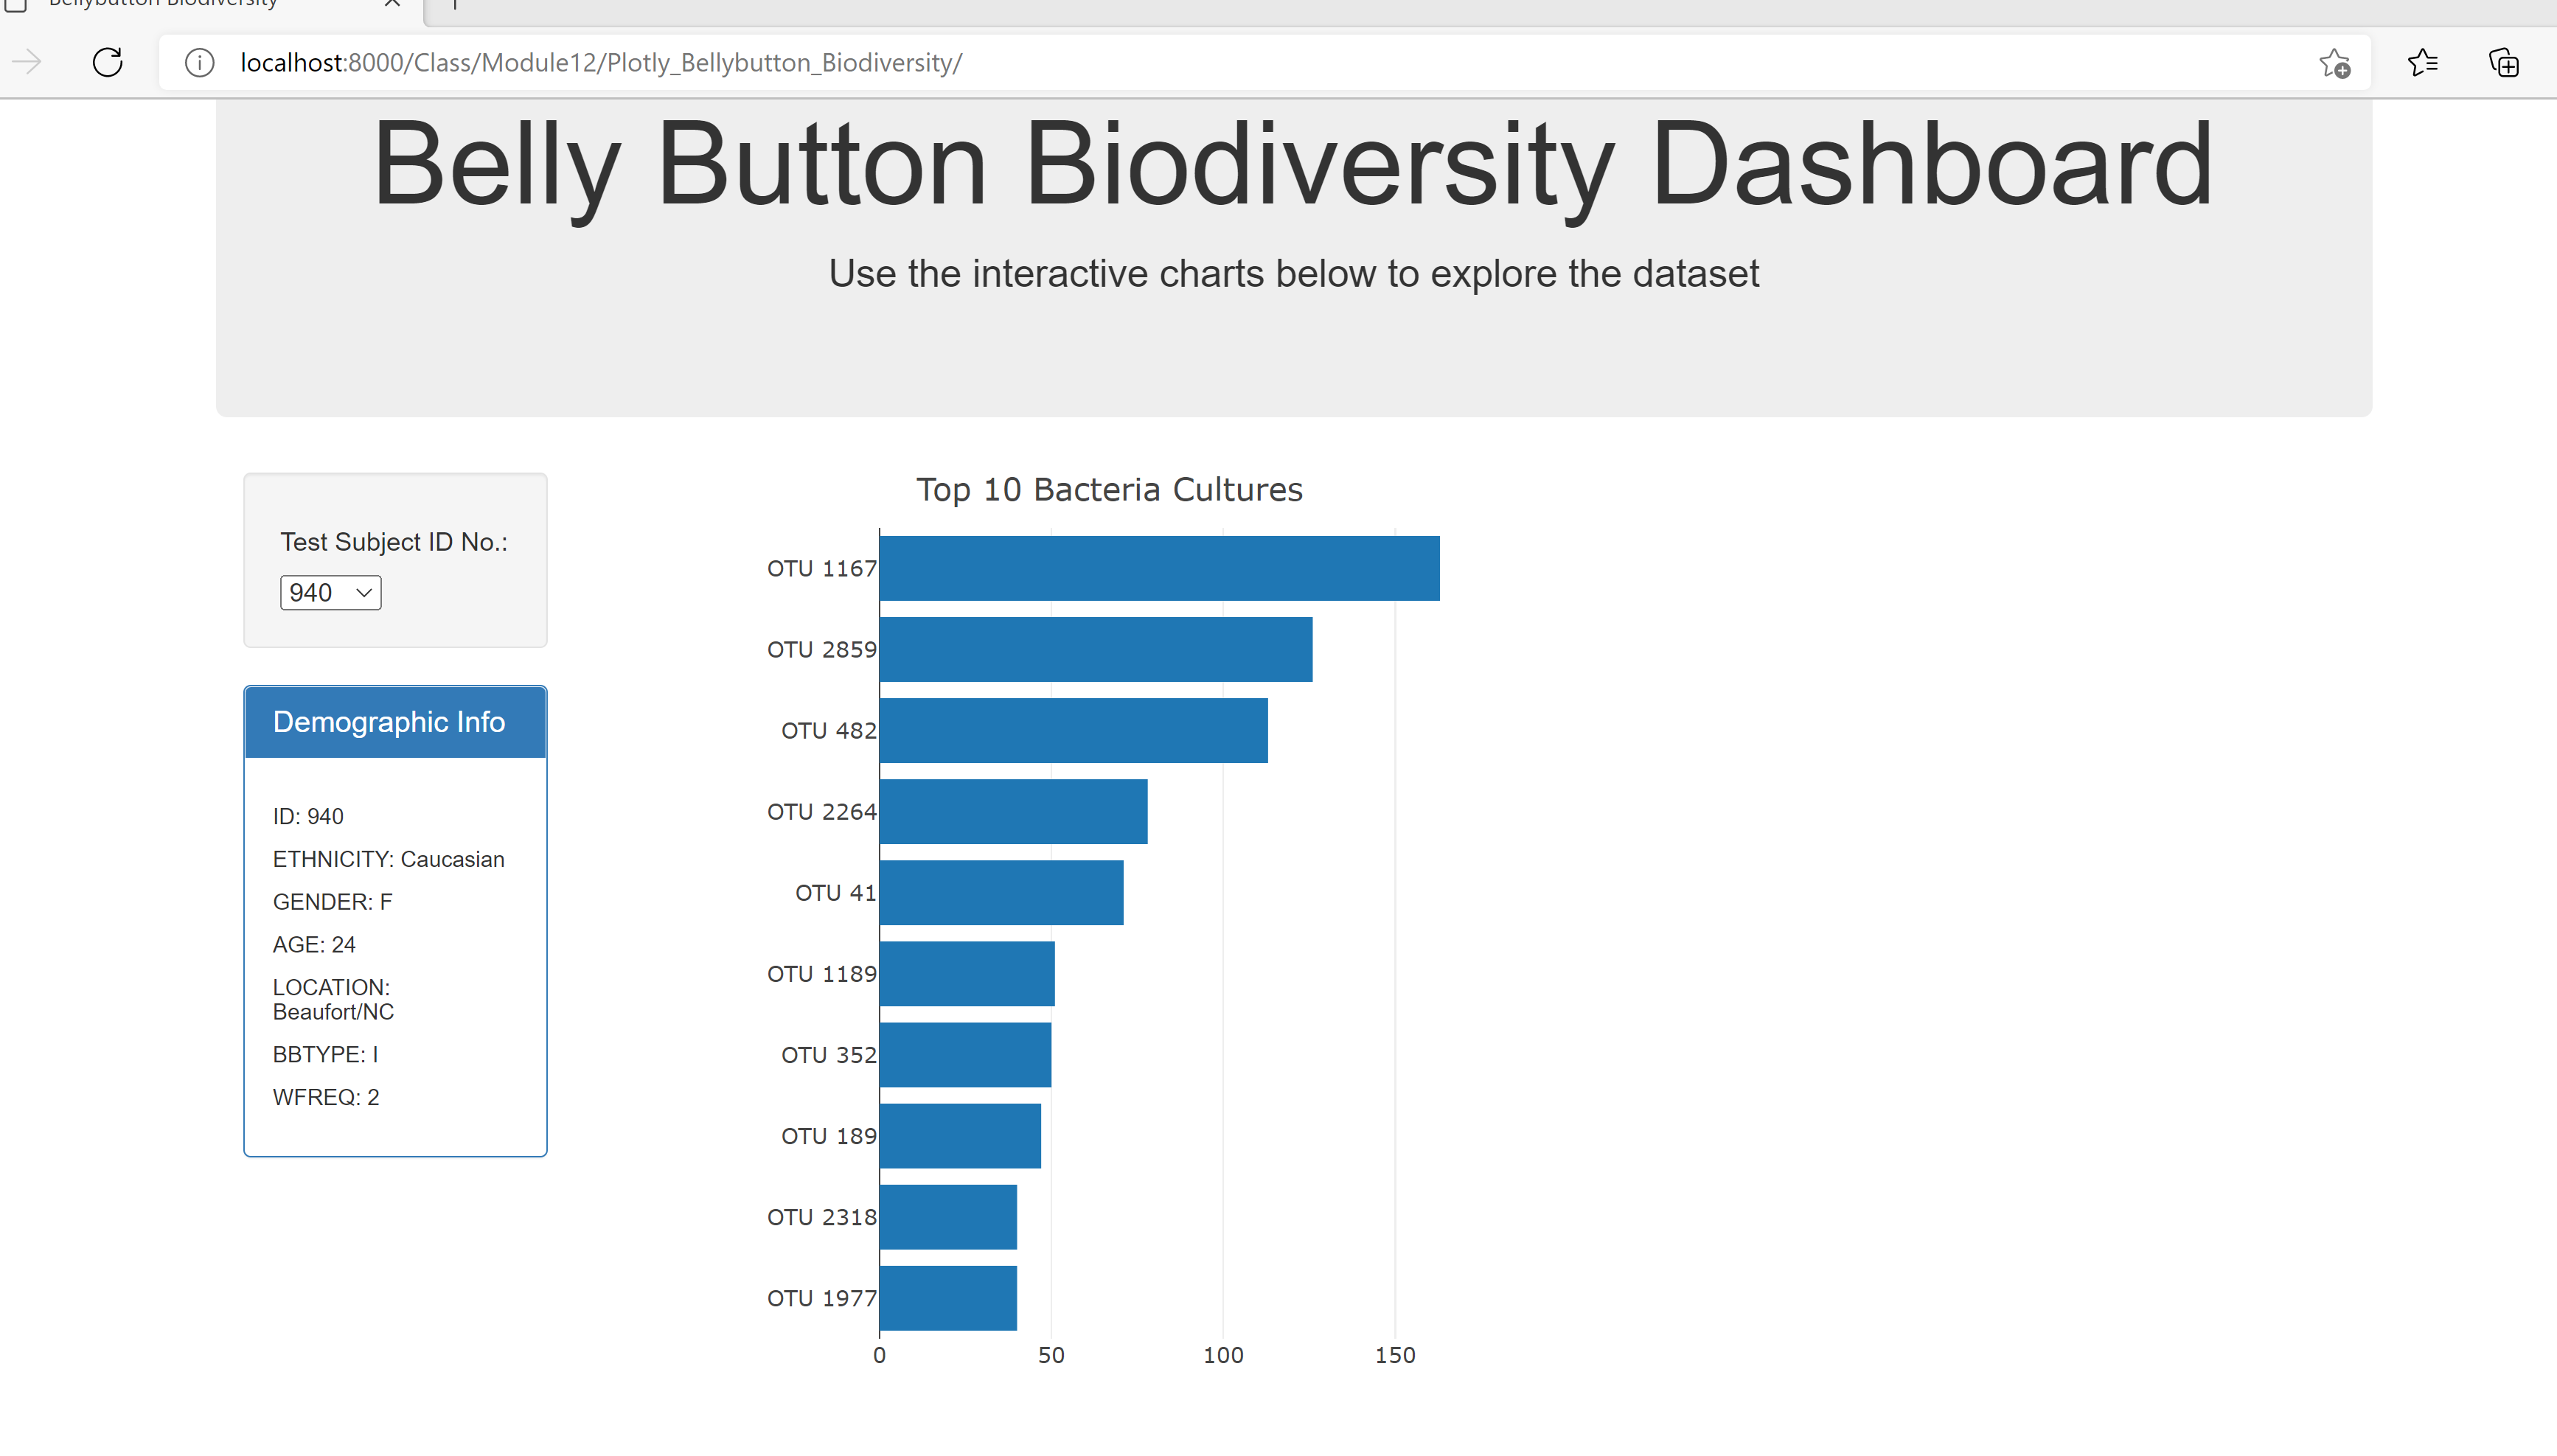 Bellybutton Biodiversity
localhost:8000/Class/Module12/Plotly_Bellybutton_Biodiversity/
Belly Button Biodiversity Dashboard
Use the interactive charts below to explore the dataset
Test Subject ID No.:
940
Demographic Info
ID: 940
ETHNICITY: Caucasian
GENDER: F
AGE: 24
LOCATION:
Beaufort/NC
BBTYPE: I
WFREQ: 2
Top 10 Bacteria Cultures
OTU 1167
OTU 2859
OTU 482
OTU 2264
OTU 41
OTU 1189
OTU 352
OTU 189
OTU 2318
OTU 1977
0 50 100 150